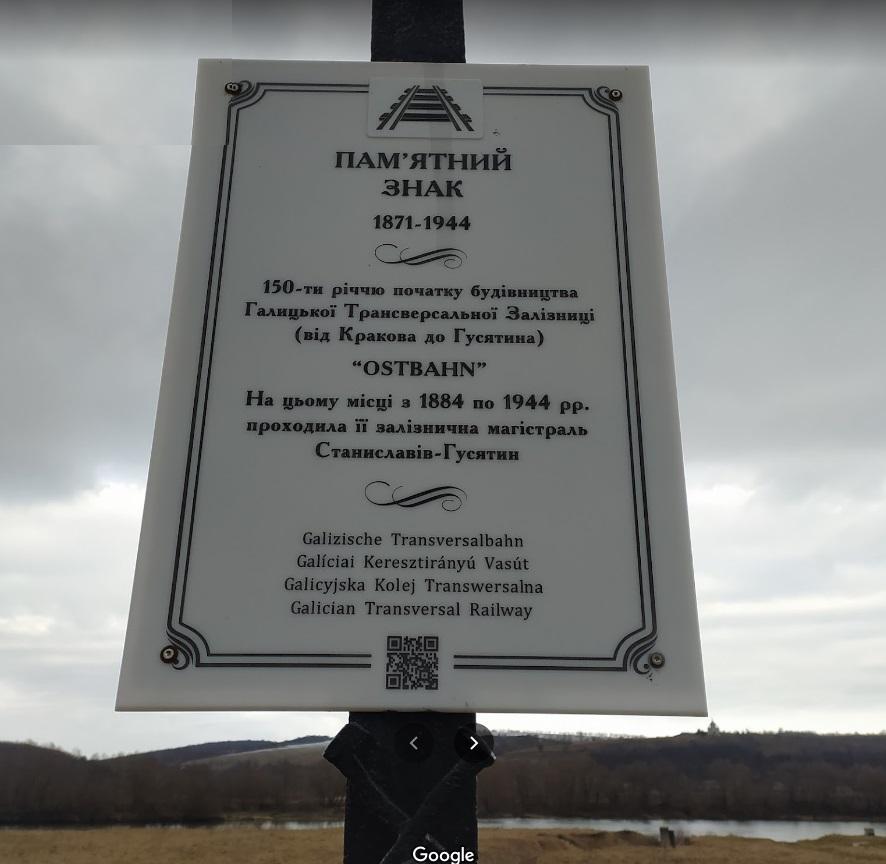 ПАМ’ЯТНИЙ
ЗНАК
1871-1944
150-ти річчю початку будівництва
Галицької Трансверсальної Залізниці
(від Кракова до Гусятина)
“OSTBAHN”
На цьому місці з 1884 по 1944 рр.
проходила її залізнична магістраль
Станиславів-Гусятин
Galizische Transversalbahn
Galíciai Keresztirányú Vasút
Galicyjska Kolej Transwersalna
Galician Transversal Railway
Google